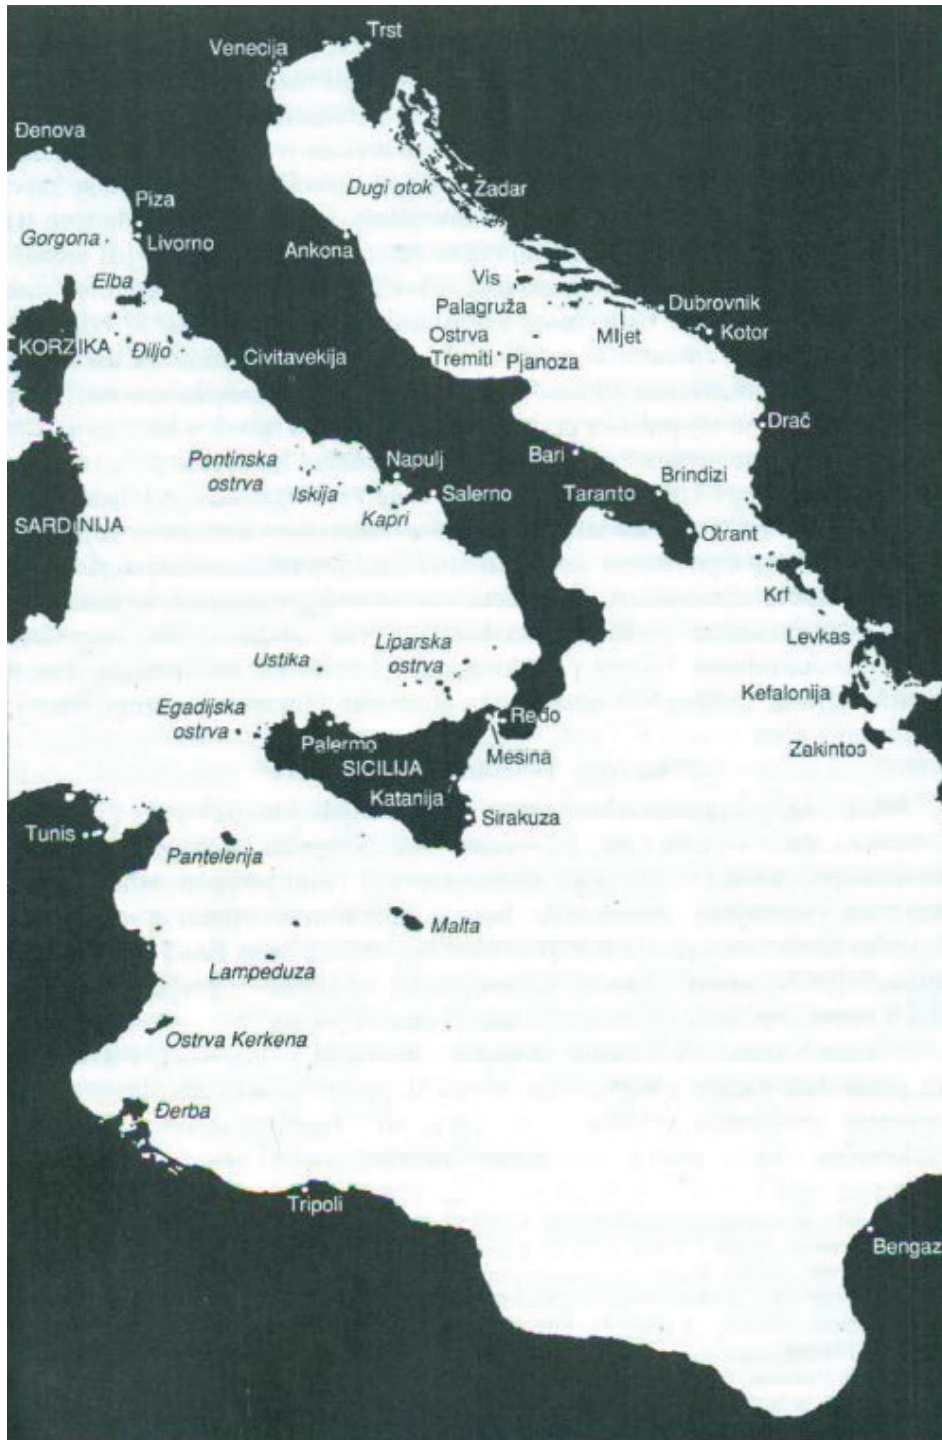 Trst
Venecija
Đenova
Dugi otok
Zadar
Piza
Gorgona
Livorno
Ankona
Elba
Vis
Palagruža
Dubrovnik
Mljet
Kotor
KORZIKA
Điljo
Civitavekija
Ostrva
Tremiti
Pjanoza
Drač
Pontinska
ostrva
Napulj
Bari
Brindizi
Iskija
Salerno
Taranto
Kapri
SARDINIJA
Otrant
Krf
Levkas
Ustika
Liparska
ostrva
Kefalonija
Egadijska
ostrva
Ređo
Palermo
Mesina
Zakintos
SICILIJA
Katanija
Sirakuza
Tunis
Pantelerija
Malta
Lampeduza
Ostrva Kerkena
Đerba
Tripoli
Bengaz